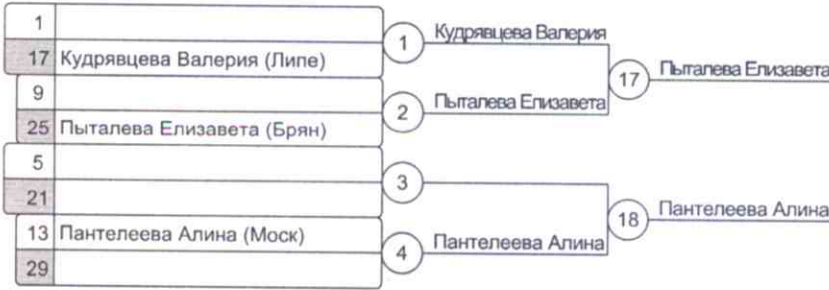 1
17 Кудрявцева Валерия (Липе)
1 Кудрявцева Валерия
9
25 Пыталева Елизавета (Брян)
2 Пыталева Елизавета
17 Пыталева Елизавета
5
21
3
13 Пантелеева Алина (Моск)
29
4 Пантелеева Алина
18 Пантелеева Алина